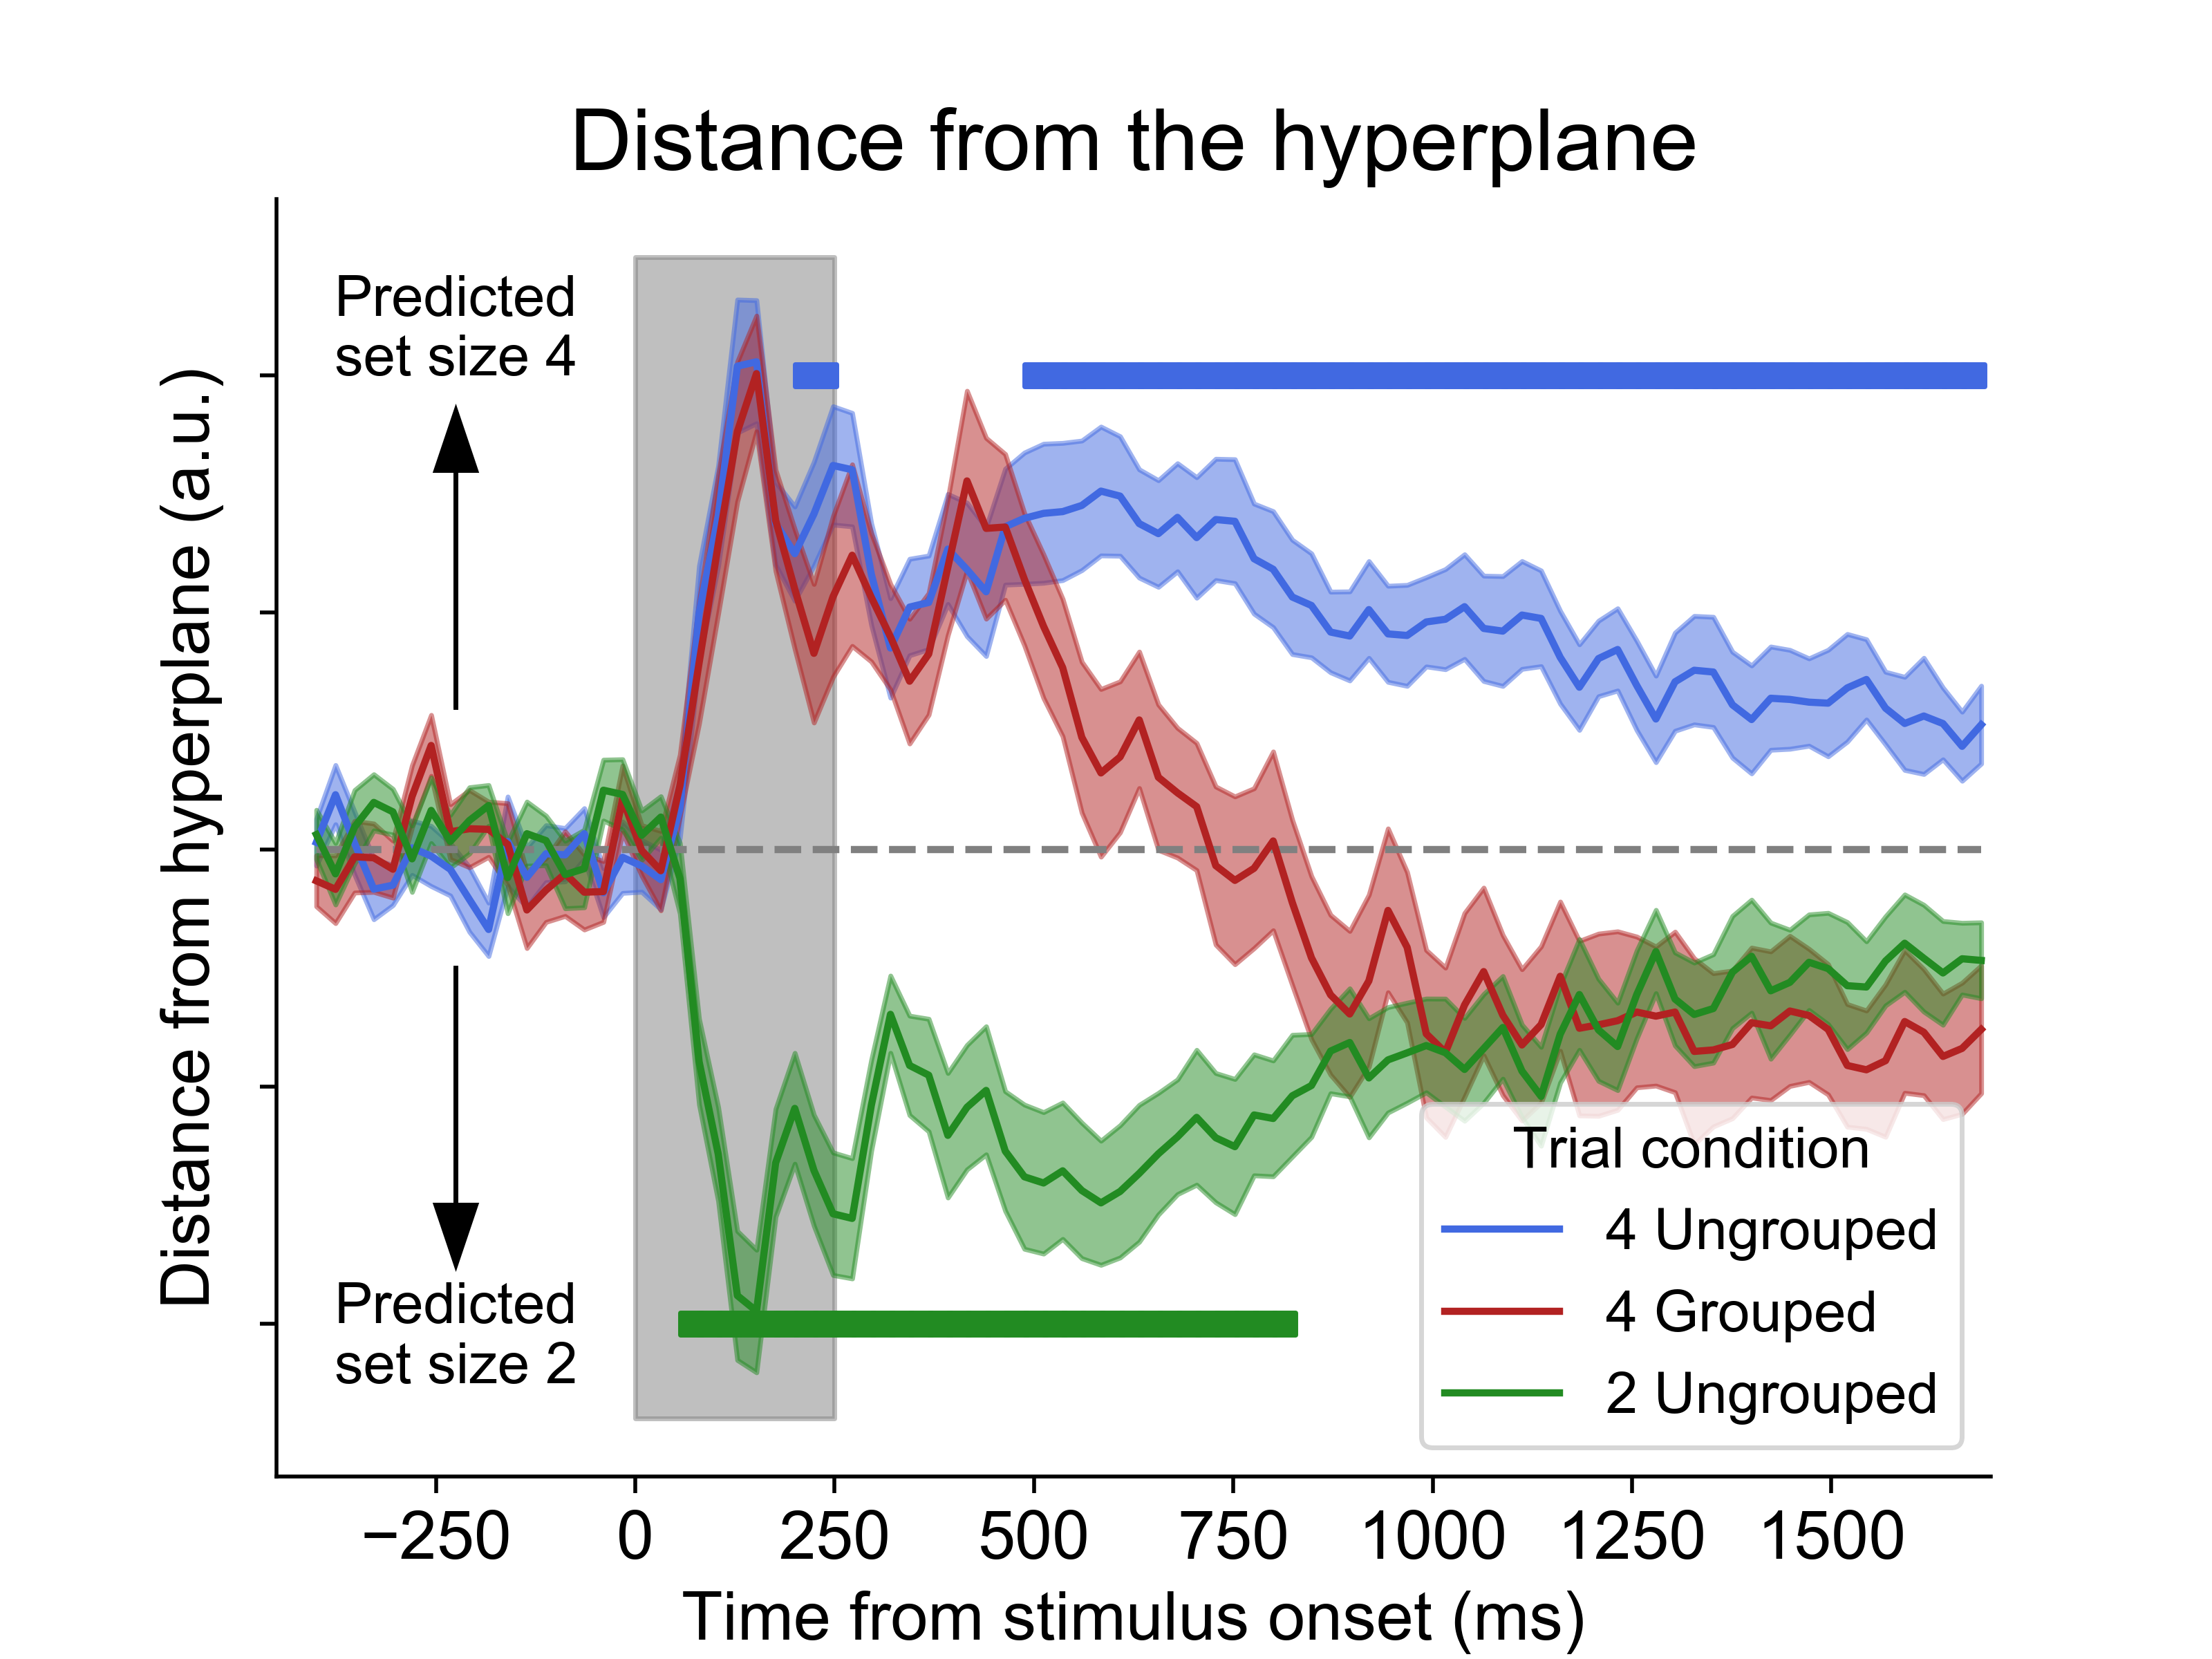 Distance from the hyperplane
Predicted
set size 4
Distance from hyperplane (a.u.)
Predicted
set size 2
Trial condition
4 Ungrouped
4 Grouped
2 Ungrouped
−250 0 250 500 750 1000 1250 1500
Time from stimulus onset (ms)